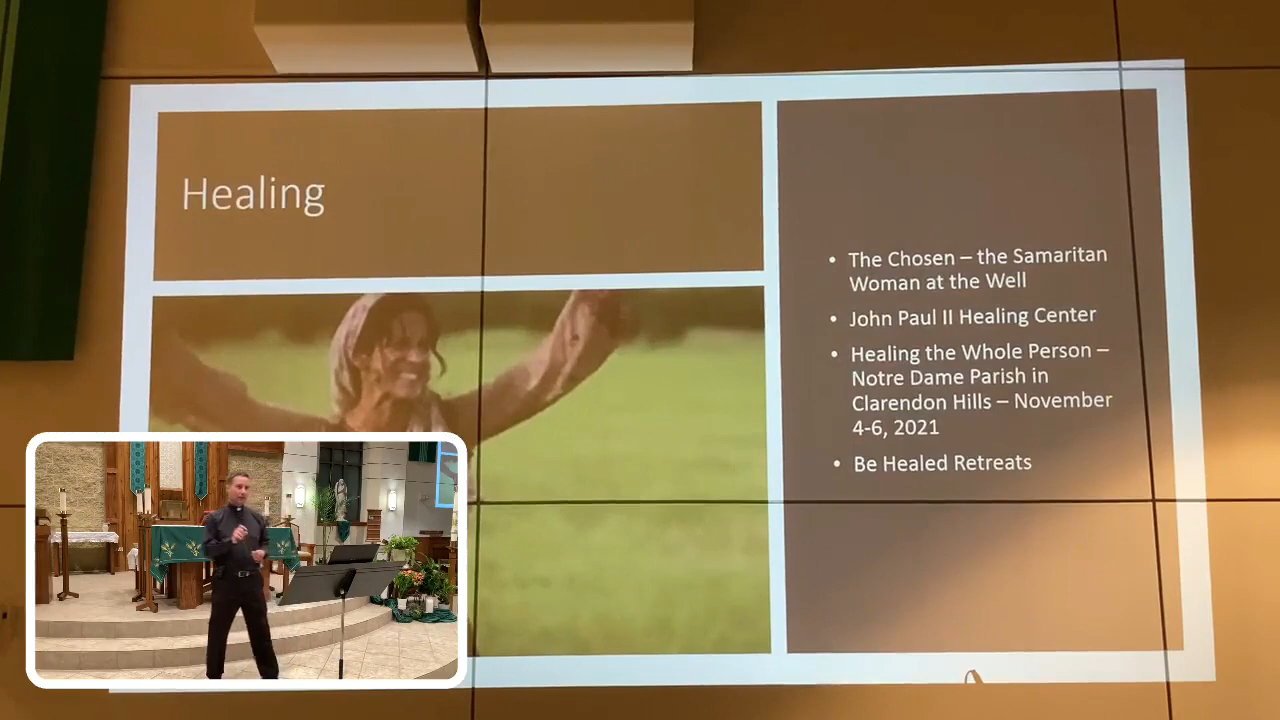 Healing
• The Chosen – the Samaritan
Woman at the Well
• John Paul II Healing Center
• Healing the Whole Person –
Notre Dame Parish in
Clarendon Hills – November
4-6, 2021
• Be Healed Retreats